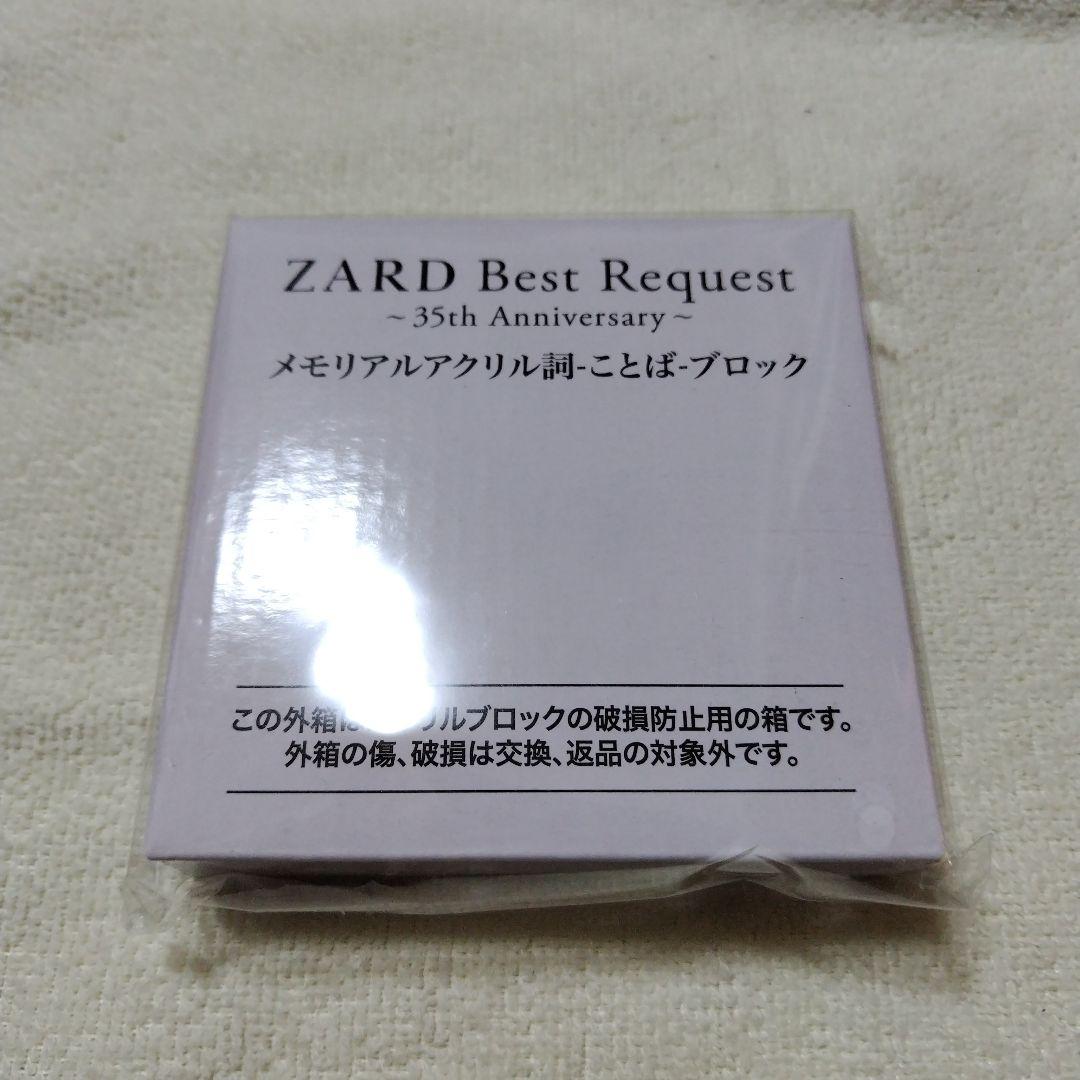 ZARD Best Request
～35th Anniversary～
メモリアルアクリル詞-ことば-ブロック
この外箱は リルブロックの破損防止用の箱です。
外箱の傷、破損は交換、返品の対象外です。